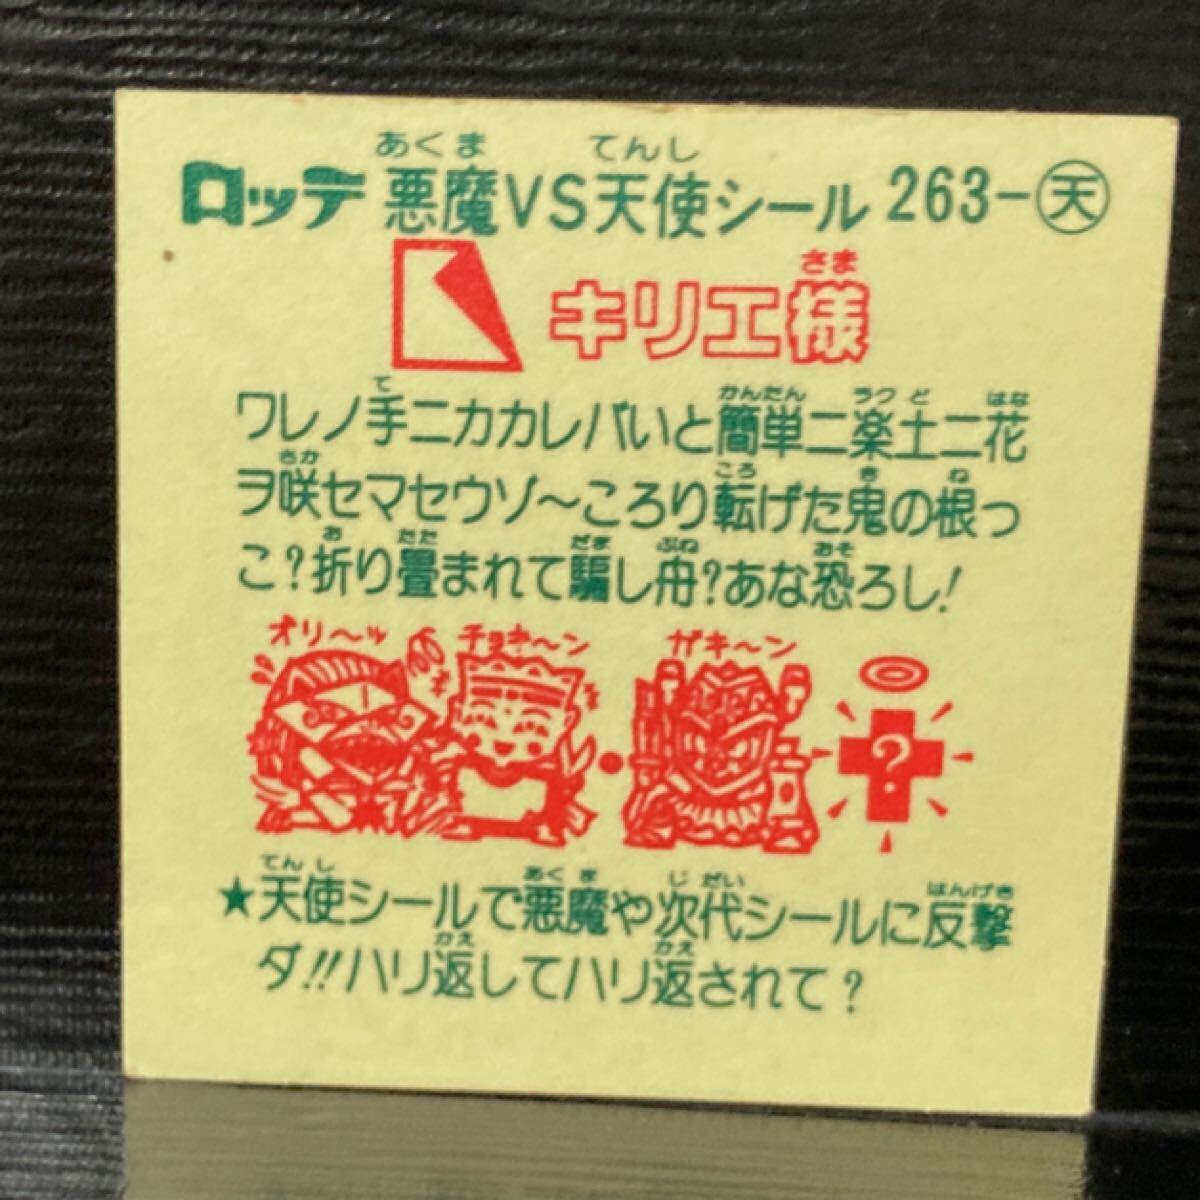 ロッテ 悪魔VS天使シール 263-天
あくま てんし
キリエ様
さま
ワレノ手ニカカレバいと簡単ニ楽土ニ花
て かんたん ラクど はな
ヲ咲セマセウゾ～ころり転げた鬼の根っ
さか ころ き ね
こ？折り畳まれて騙し舟？あな恐ろし！
お たた だま ぶね おそ
オリ〜ッ チョキ〜ン ガキ〜ン
?
★天使シールで悪魔や次代シールに反撃
てんし あくま じだい はんげき
ダ!!ハリ返してハリ返されて？
かえ かえ